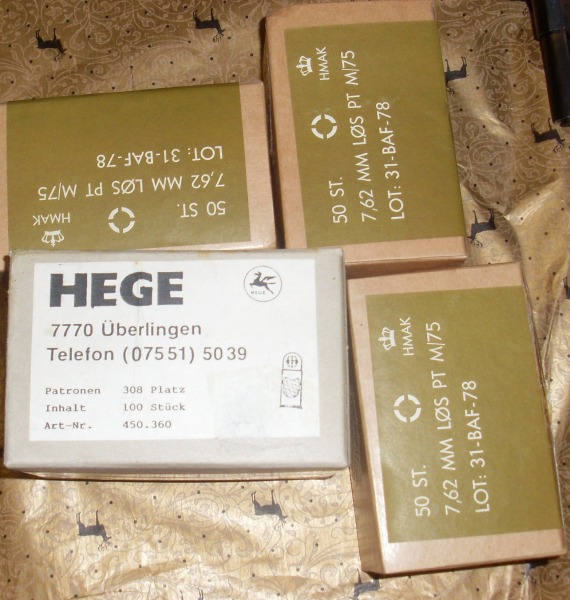 HMAK
50 ST.
7,62 MM LØS PT M/75
LOT: 31-BAF-78
HMAK
50 ST.
7,62 MM LØS PT M/75
LOT: 31-BAF-78
HEGE
HEGE
7770 Überlingen
Telefon (07551) 5039
Patronen 308 Platz
Inhalt 100 Stück
Art-Nr. 450.360
HMAK
50 ST.
7,62 MM LØS PT M/75
LOT: 31-BAF-78